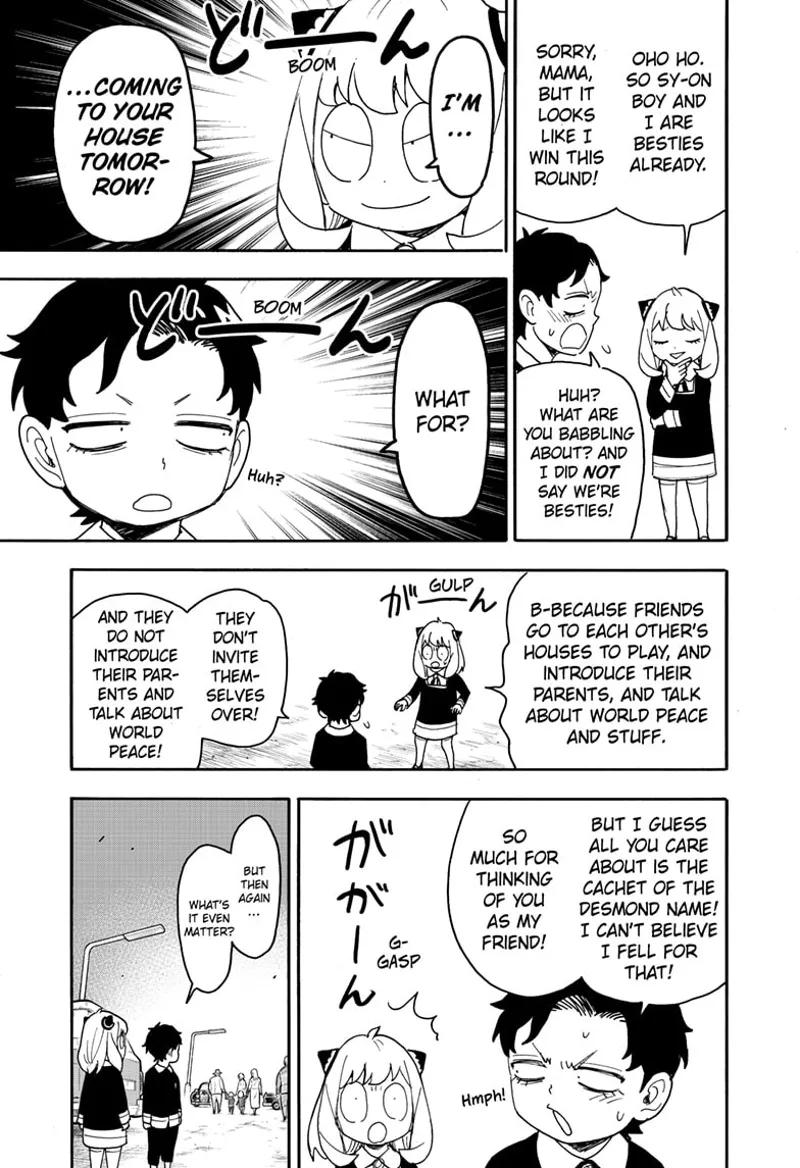 OHO HO.
SO SY-ON
BOY AND
I ARE
BESTIES
ALREADY.
SORRY,
MAMA,
BUT IT
LOOKS
LIKE I
WIN THIS
ROUND!
HUH?
WHAT ARE
YOU BABBLING
ABOUT? AND
I DID NOT
SAY WE'RE
BESTIES!
I'M
...
どーーん
BOOM
...COMING
TO YOUR
HOUSE
TOMOR-
ROW!
WHAT
FOR?
どーーん
BOOM
Huh?
B-BECAUSE FRIENDS
GO TO EACH OTHER'S
HOUSES TO PLAY, AND
INTRODUCE THEIR
PARENTS, AND TALK
ABOUT WORLD PEACE
AND STUFF.
がーん
GULP
THEY
DON'T
INVITE
THEM-
SELVES
OVER!
AND THEY
DO NOT
INTRODUCE
THEIR PAR-
ENTS AND
TALK ABOUT
WORLD
PEACE!
BUT I GUESS
ALL YOU CARE
ABOUT IS THE
CACHET OF THE
DESMOND NAME!
I CAN'T BELIEVE
I FELL FOR
THAT!
SO
MUCH FOR
THINKING
OF YOU
AS MY
FRIEND!
Hmph!
ががーん
G-
GASP
BUT
THEN
AGAIN
...
WHAT'S
IT EVEN
MATTER?